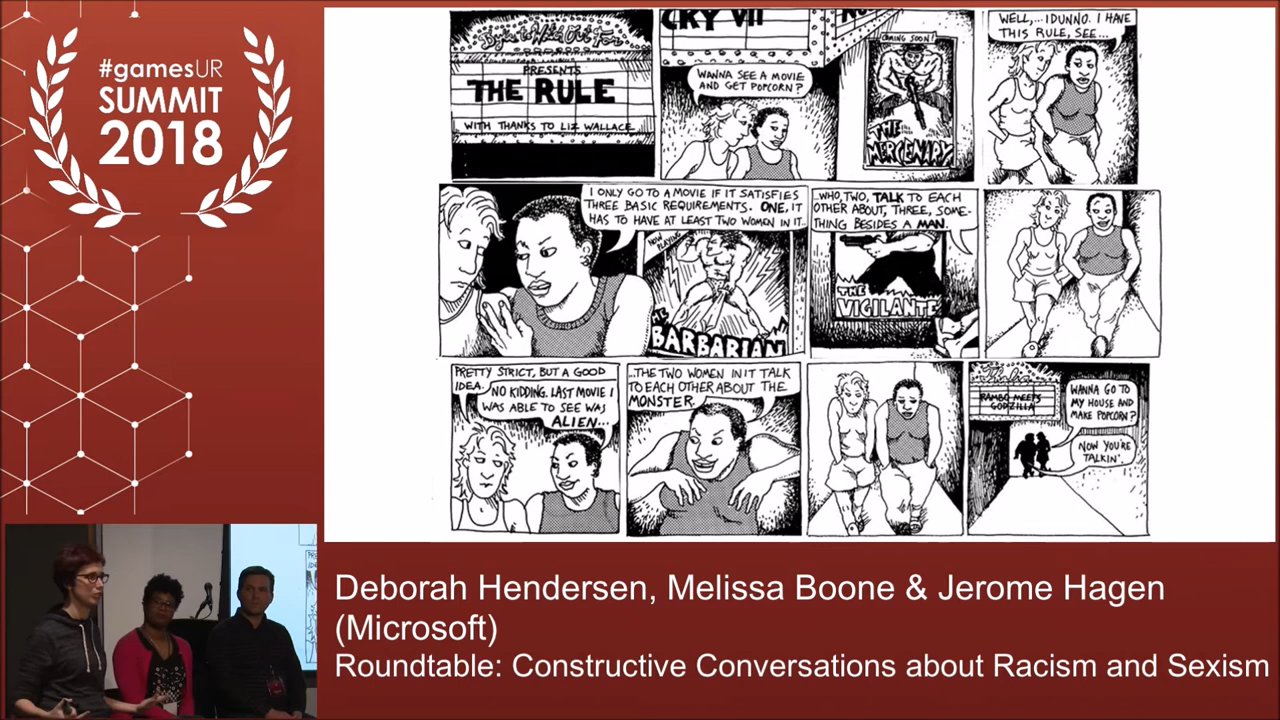 #gamesUR
SUMMIT
2018
PRESENTS
THE RULE
WITH THANKS TO LIZ WALLACE
CKY VII
WANNA SEE A MOVIE
AND GET POPCORN?
COMING SOON!
THE
MERCENARY
WELL,...I DUNNO. I HAVE
THIS RULE, SEE...
I ONLY GO TO A MOVIE IF IT SATISFIES
THREE BASIC REQUIREMENTS. ONE, IT
HAS TO HAVE AT LEAST TWO WOMEN IN IT...
NOW PLAYING
THE
BARBARIAN
...WHO, TWO, TALK TO EACH
OTHER ABOUT, THREE, SOME-
THING BESIDES A MAN.
THE
VIGILANTE
PRETTY STRICT, BUT A GOOD
IDEA.
NO KIDDING. LAST MOVIE I
WAS ABLE TO SEE WAS
ALIEN...
...THE TWO WOMEN IN IT TALK
TO EACH OTHER ABOUT THE
MONSTER.
RAMBO MEETS
GODZILLA
WANNA GO TO
MY HOUSE AND
MAKE POPCORN?
NOW YOU'RE
TALKIN'.
Deborah Hendersen, Melissa Boone & Jerome Hagen
(Microsoft)
Roundtable: Constructive Conversations about Racism and Sexism